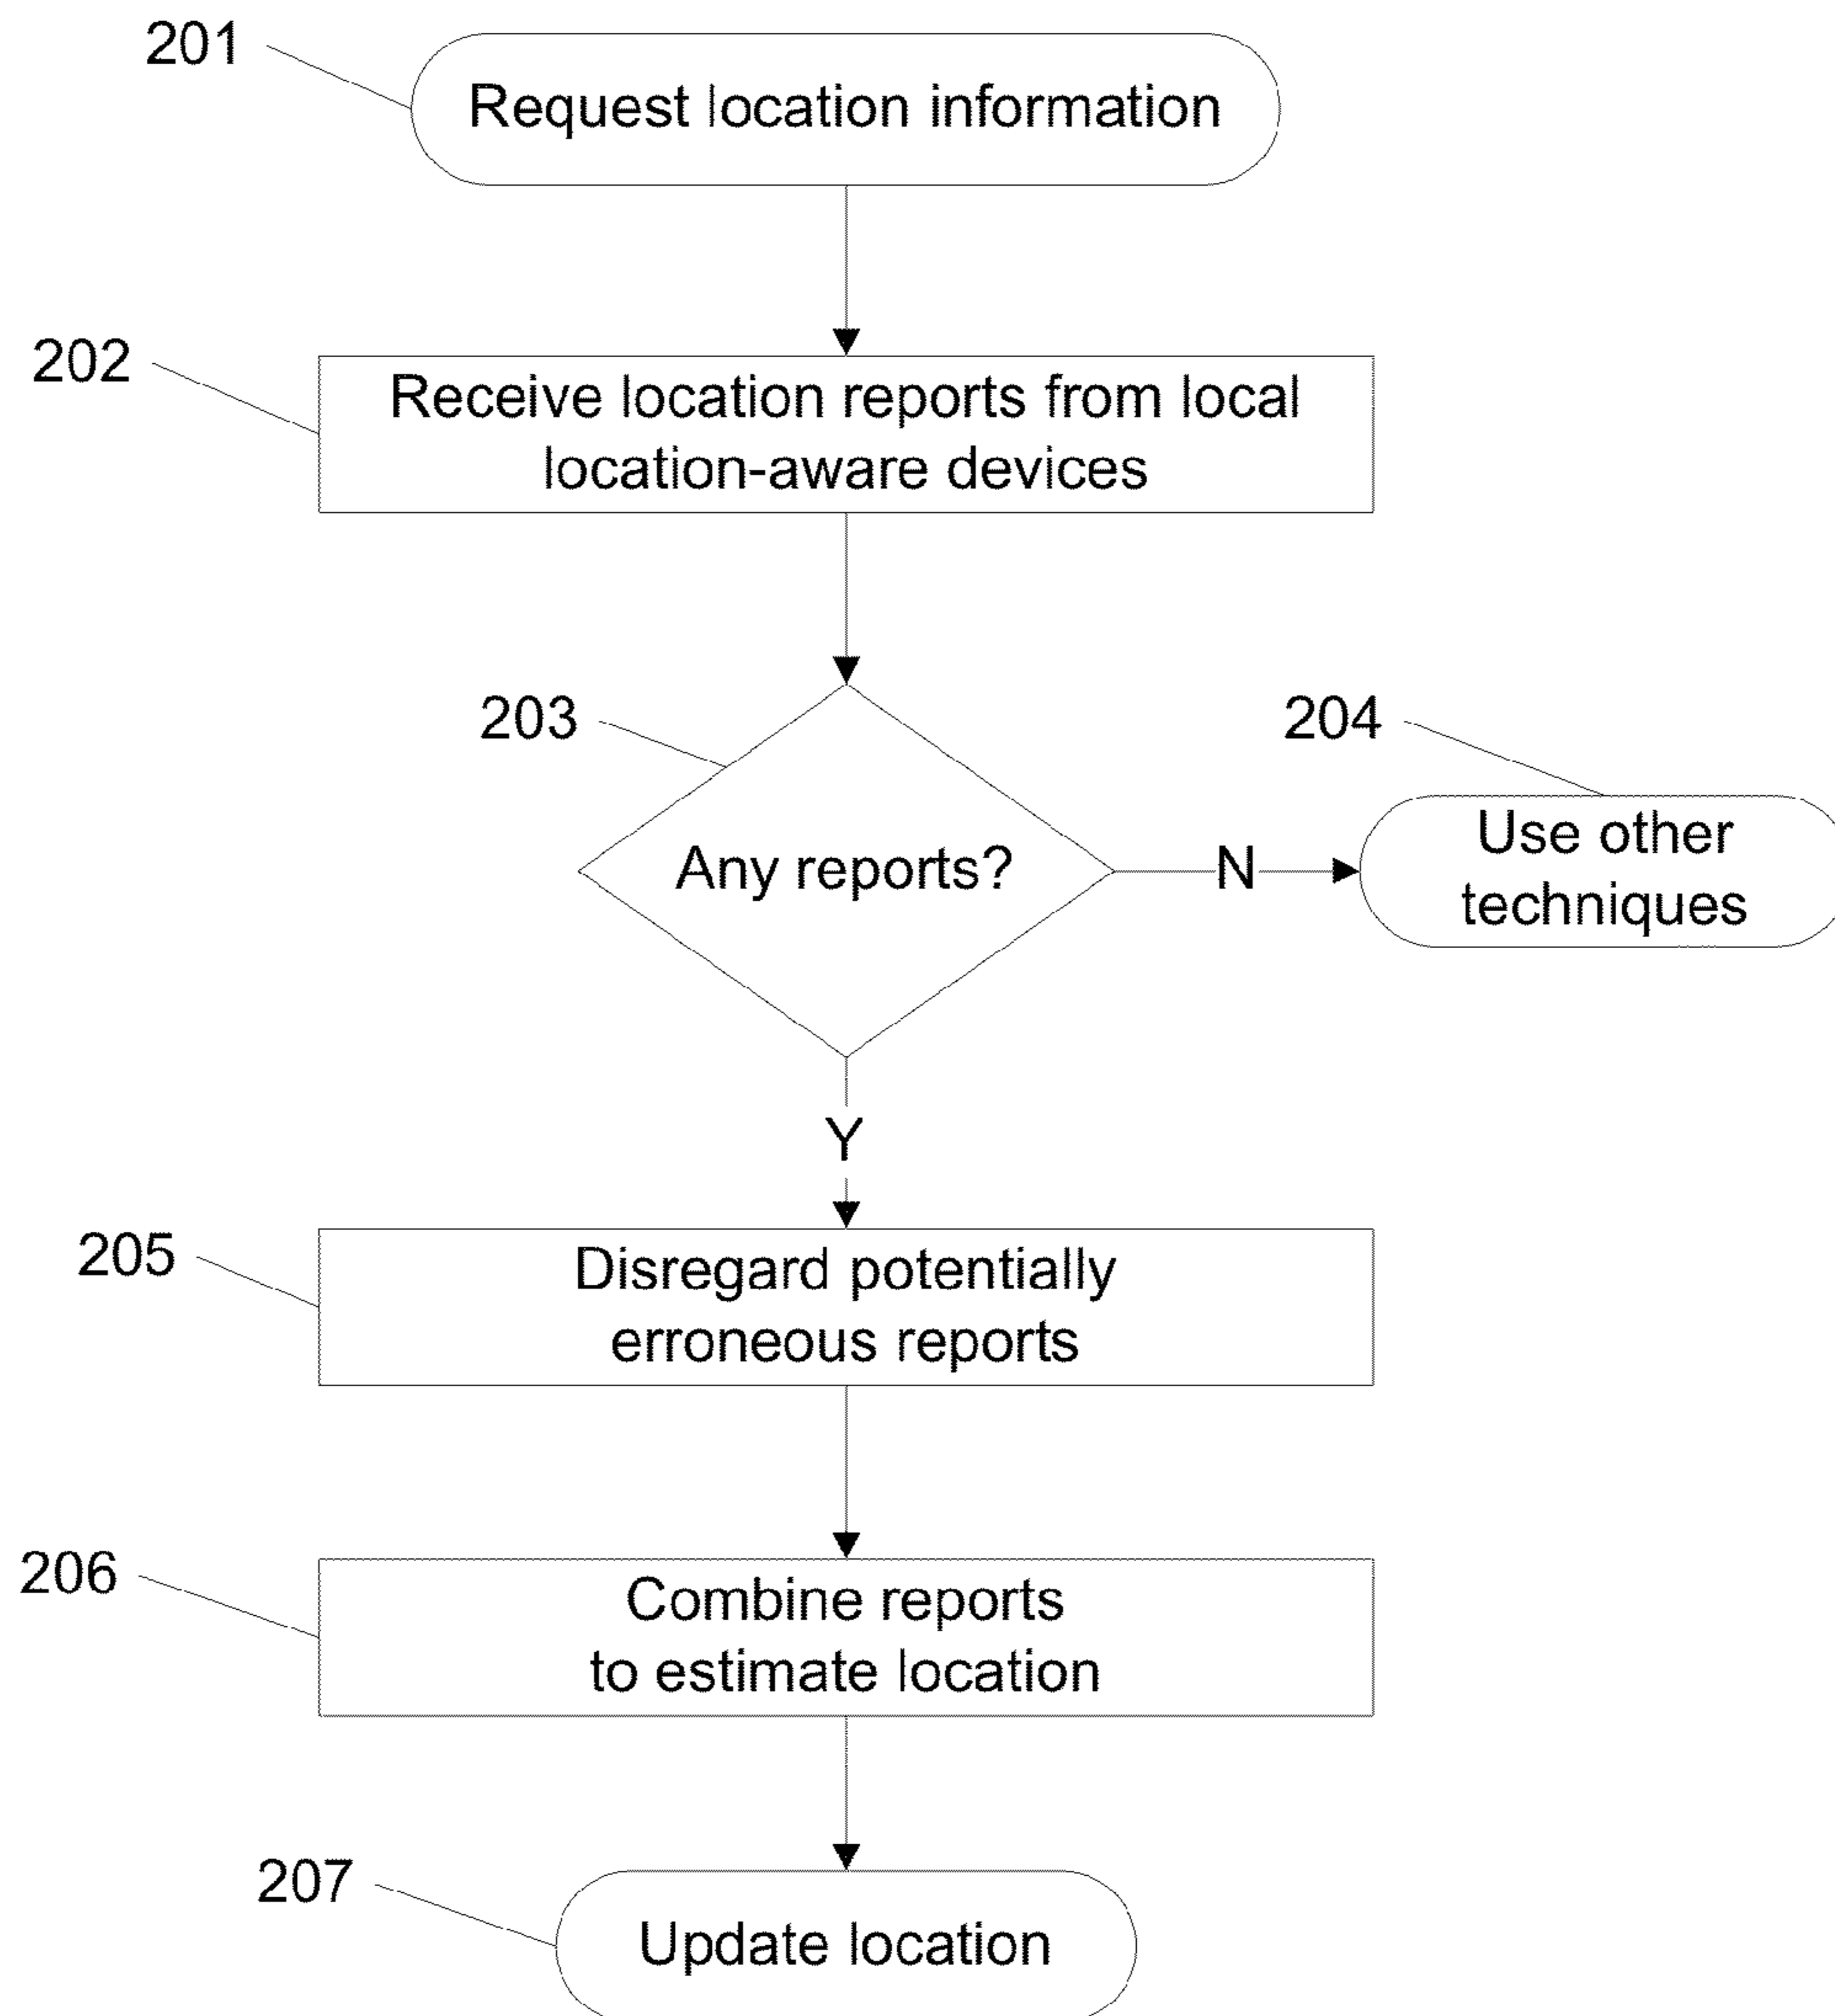 201
Request location information
202
Receive location reports from local
location-aware devices
203
204
Any reports?
N
Use other
techniques
Y
205
Disregard potentially
erroneous reports
206
Combine reports
to estimate location
207
Update location